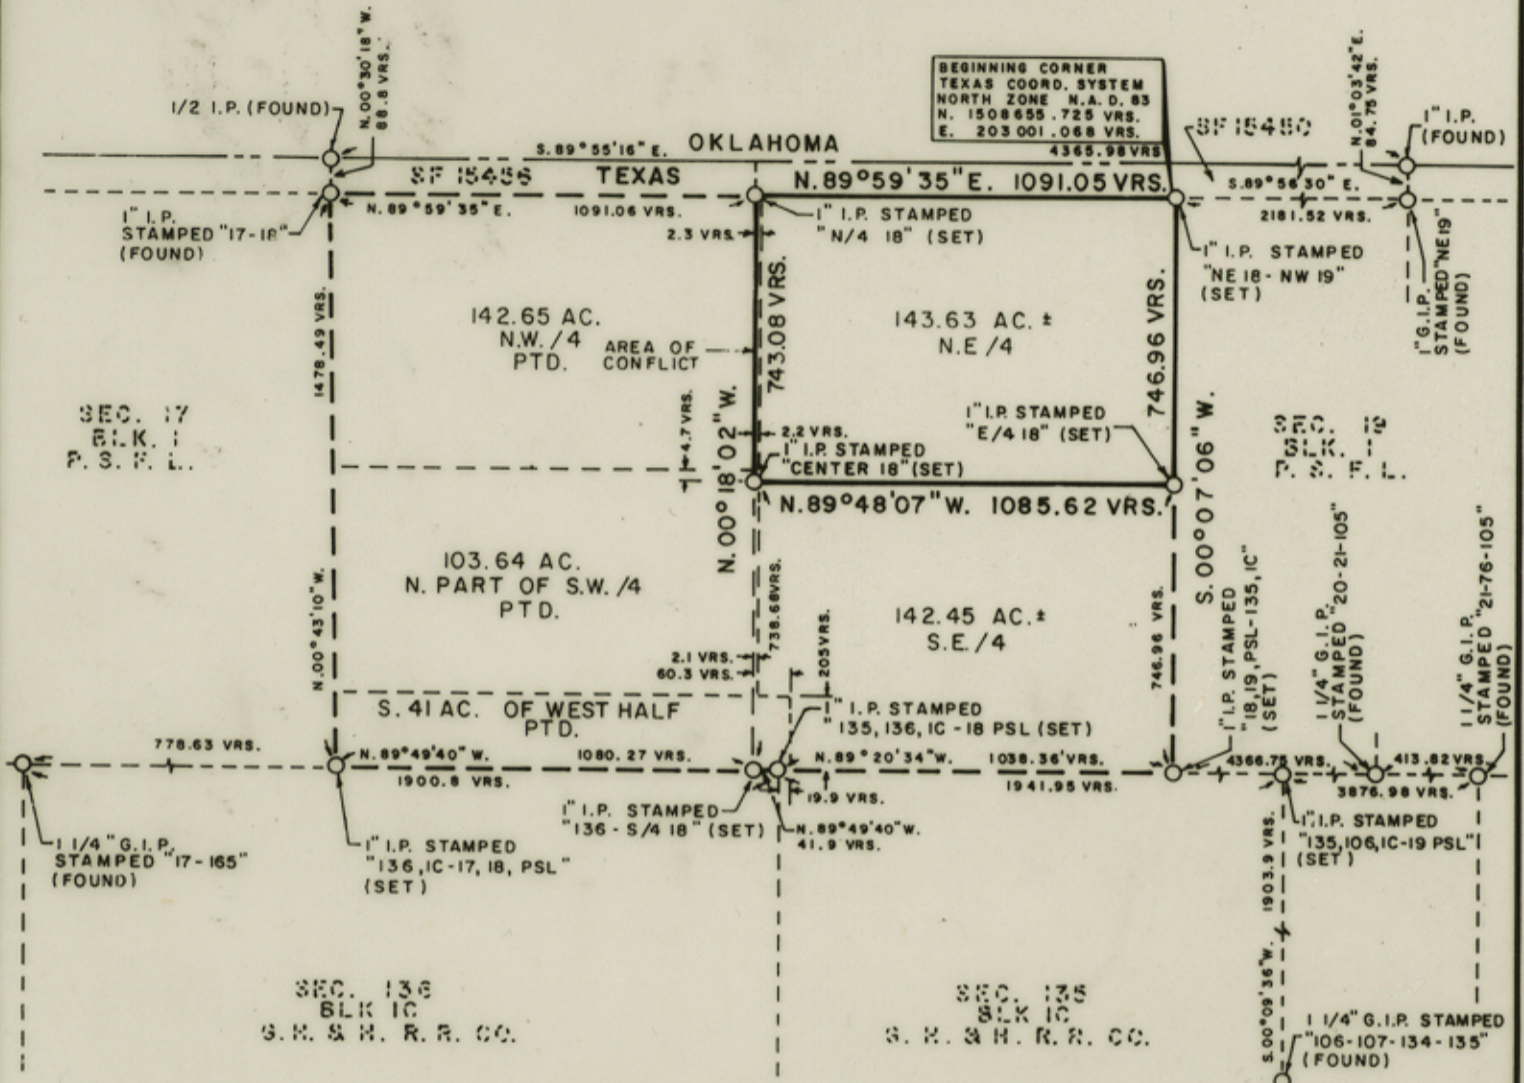 N.00°30'18"W.
88.8 VRS.
1/2 I.P. (FOUND)
BEGINNING CORNER
TEXAS COORD. SYSTEM
NORTH ZONE N.A.D. 83
N. 1508655.725 VRS.
E. 203001.068 VRS.
N.01°03'42"E.
84.75 VRS.
1" I.P.
(FOUND)
SF 15450
S.89°55'16"E.
OKLAHOMA
4365.98 VRS
SF 15456
TEXAS
N.89°59'35"E. 1091.05 VRS.
S.89°56'30"E.
2181.52 VRS.
1" I.P.
STAMPED "17-18"
(FOUND)
N.89°59'35"E.
1091.06 VRS.
1" I.P. STAMPED
"N/4 18" (SET)
2.3 VRS.
1" I.P. STAMPED
"NE 18 - NW 19"
(SET)
1" G.I.P.
STAMPED "NE19"
(FOUND)
1478.49 VRS.
142.65 AC.
N.W./4
PTD.
AREA OF
CONFLICT
743.08 VRS.
143.63 AC.±
N.E/4
746.96 VRS.
SEC. 17
BLK. 1
P. S. F. L.
4.7 VRS.
N.00°18'02"W.
2.2 VRS.
1" I.P. STAMPED
"CENTER 18" (SET)
1" I.P. STAMPED
"E/4 18" (SET)
S.00°07'06"W.
SEC.
BLK.
P. S. F. L.
N.89°48'07"W. 1085.62 VRS.
103.64 AC.
N. PART OF S.W./4
PTD.
N.00°43'10"W.
738.68 VRS.
142.45 AC.±
S.E./4
746.96 VRS.
1" I.P. STAMPED
"18,19,PSL-135,1C"
(SET)
1 1/4" G.I.P.
STAMPED "20-21-105"
(FOUND)
1 1/4" G.I.P.
STAMPED "21-76-105"
(FOUND)
2.1 VRS.
60.3 VRS.
205 VRS.
S. 41 AC. OF WEST HALF
PTD.
1" I.P. STAMPED
135,136,1C-18 PSL (SET)
778.63 VRS.
N.89°49'40"W.
1080.27 VRS.
1900.8 VRS.
N.89°20'34"W.
1038.36 VRS.
1941.95 VRS.
4366.75 VRS.
413.82 VRS.
3876.98 VRS.
19.9 VRS.
1" I.P. STAMPED
"136 - S/4 18" (SET)
N.89°49'40"W.
41.9 VRS.
1 1/4" G.I.P.
STAMPED "17-165"
(FOUND)
1" I.P. STAMPED
"136,1C-17,18, PSL"
(SET)
1" I.P. STAMPED
"135,106,1C-19 PSL"
(SET)
1903.9 VRS.
S.00°09'36"W.
SEC. 136
BLK 1C
G. H. & H. R. R. CO.
SEC. 135
BLK 1C
G. H. & H. R. R. CO.
1 1/4" G.I.P. STAMPED
"106-107-134-135"
(FOUND)